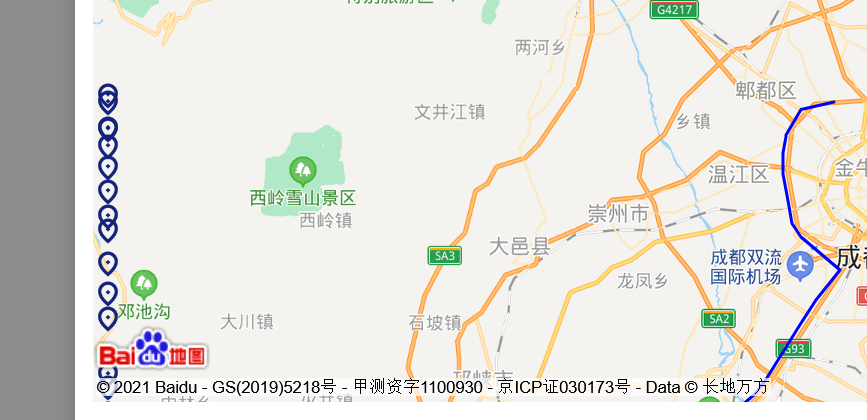 G4217
两河乡
郫都区
文井江镇
乡镇
温江区
金牛
西岭雪山景区
西岭镇
崇州市
大邑县
SA3
成都双流
国际机场
成都
龙凤乡
邓池沟
大川镇
石坡镇
SA2
G93
Bai du 地图
© 2021 Baidu - GS(2019)5218号 - 甲测资字1100930 - 京ICP证030173号 - Data © 长地万方